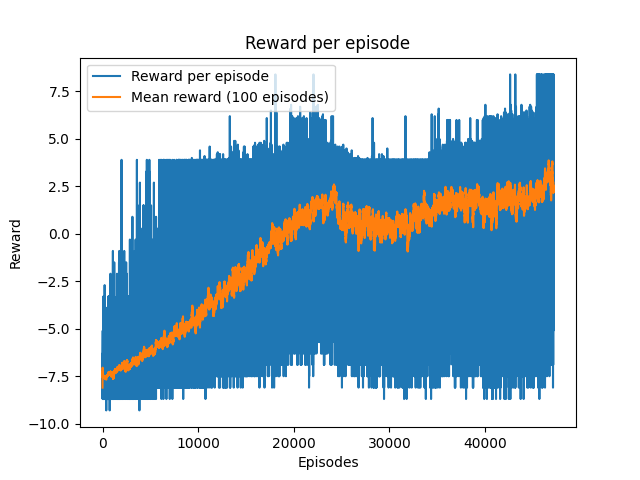 Reward per episode
Reward per episode
Mean reward (100 episodes)
7.5
5.0
2.5
0.0
−2.5
−5.0
−7.5
−10.0
Reward
0 10000 20000 30000 40000
Episodes